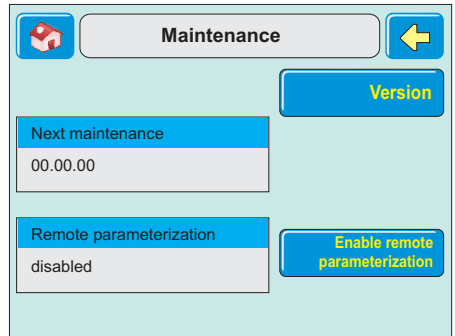 Maintenance
Version
Next maintenance
00.00.00
Remote parameterization
disabled
Enable remote
parameterization